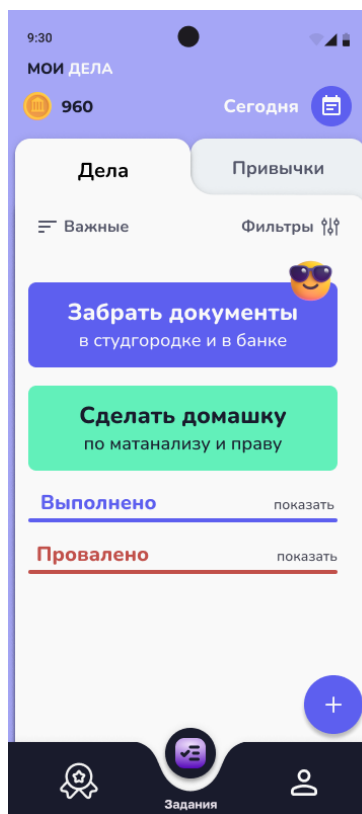 9:30
МОИ ДЕЛА
960
Сегодня
Дела
Привычки
Важные
Фильтры
Забрать документы
в студгородке и в банке
Сделать домашку
по матанализу и праву
Выполнено
показать
Провалено
показать
+
Задания